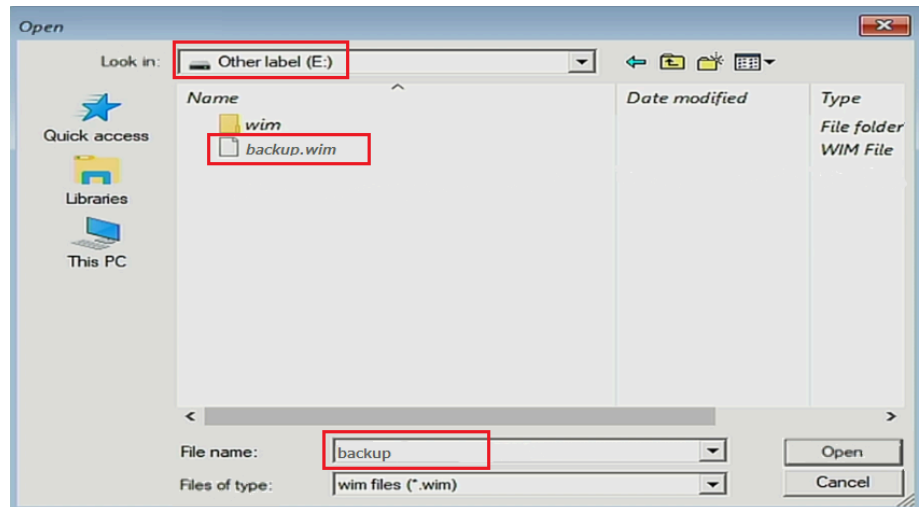 Open
Look in: Other label (E:)
Name Date modified Type
wim File folder
backup.wim WIM File
Quick access
Libraries
This PC
File name: backup Open
Files of type: wim files (*.wim) Cancel